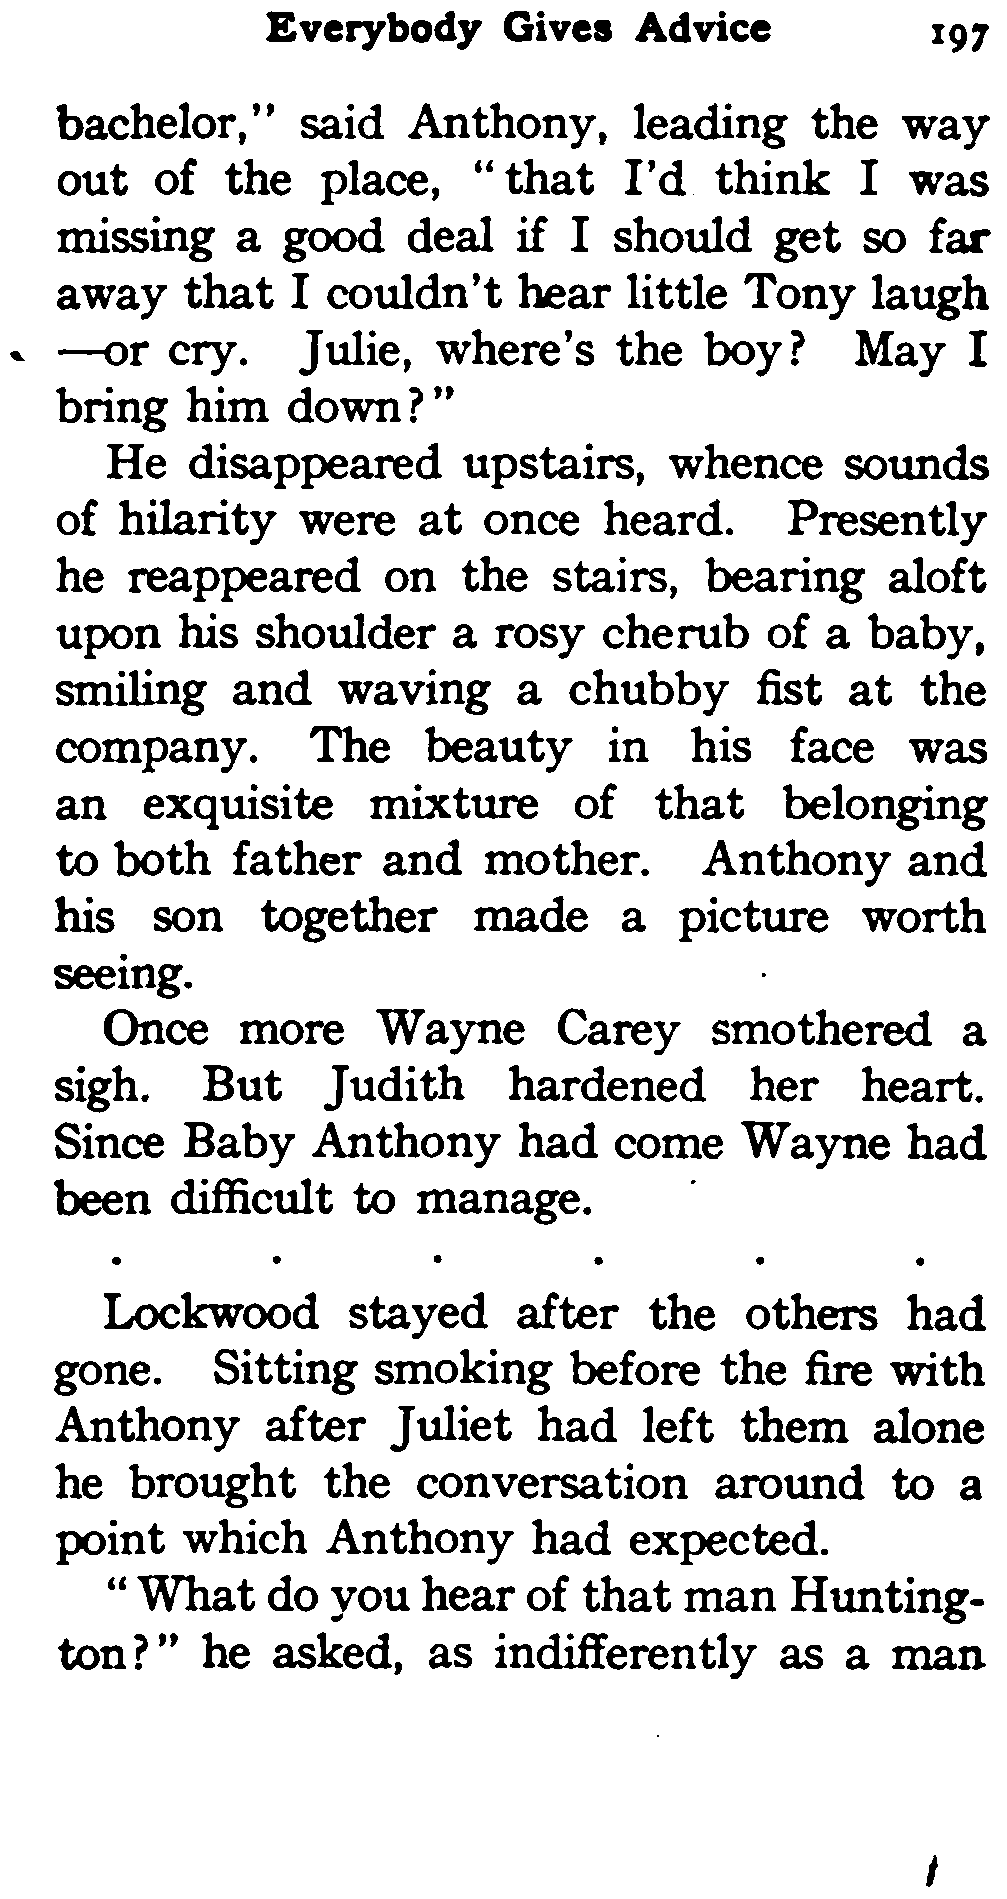 Everybody Gives Advice 197
bachelor," said Anthony, leading the way
out of the place, "that I'd think I was
missing a good deal if I should get so far
away that I couldn't hear little Tony laugh
—or cry. Julie, where's the boy? May I
bring him down?"
He disappeared upstairs, whence sounds
of hilarity were at once heard. Presently
he reappeared on the stairs, bearing aloft
upon his shoulder a rosy cherub of a baby,
smiling and waving a chubby fist at the
company. The beauty in his face was
an exquisite mixture of that belonging
to both father and mother. Anthony and
his son together made a picture worth
seeing.
Once more Wayne Carey smothered a
sigh. But Judith hardened her heart.
Since Baby Anthony had come Wayne had
been difficult to manage.
. . . . . .
Lockwood stayed after the others had
gone. Sitting smoking before the fire with
Anthony after Juliet had left them alone
he brought the conversation around to a
point which Anthony had expected.
"What do you hear of that man Hunting-
ton?" he asked, as indifferently as a man